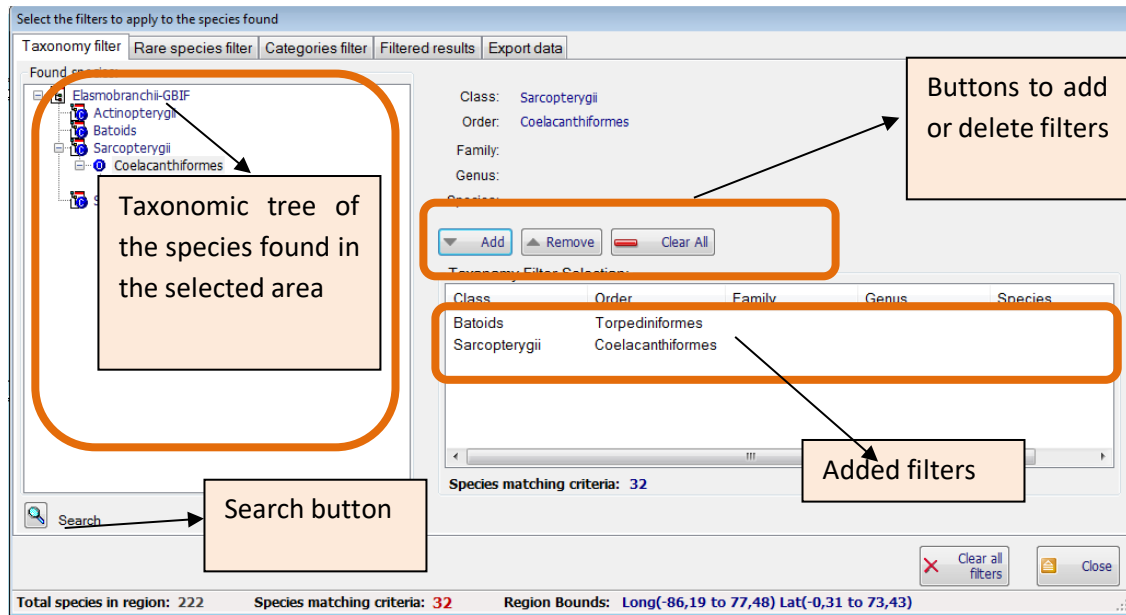 Select the filters to apply to the species found
Taxonomy filter Rare species filter Categories filter Filtered results Export data
Found species:
Elasmobranchii-GBIF
Actinopterygii
Batoids
Sarcopterygii
Coelacanthiformes
S
Taxonomic tree of
the species found in
the selected area
Class: Sarcopterygii
Order: Coelacanthiformes
Family:
Genus:
Species:
Buttons to add
or delete filters
Add Remove Clear All
Taxonomy Filter Selection:
Class Order Family Genus Species
Batoids Torpediniformes
Sarcopterygii Coelacanthiformes
Added filters
Species matching criteria: 32
Search
Search button
Clear all
filters
Close
Total species in region: 222 Species matching criteria: 32 Region Bounds: Long(-86,19 to 77,48) Lat(-0,31 to 73,43)